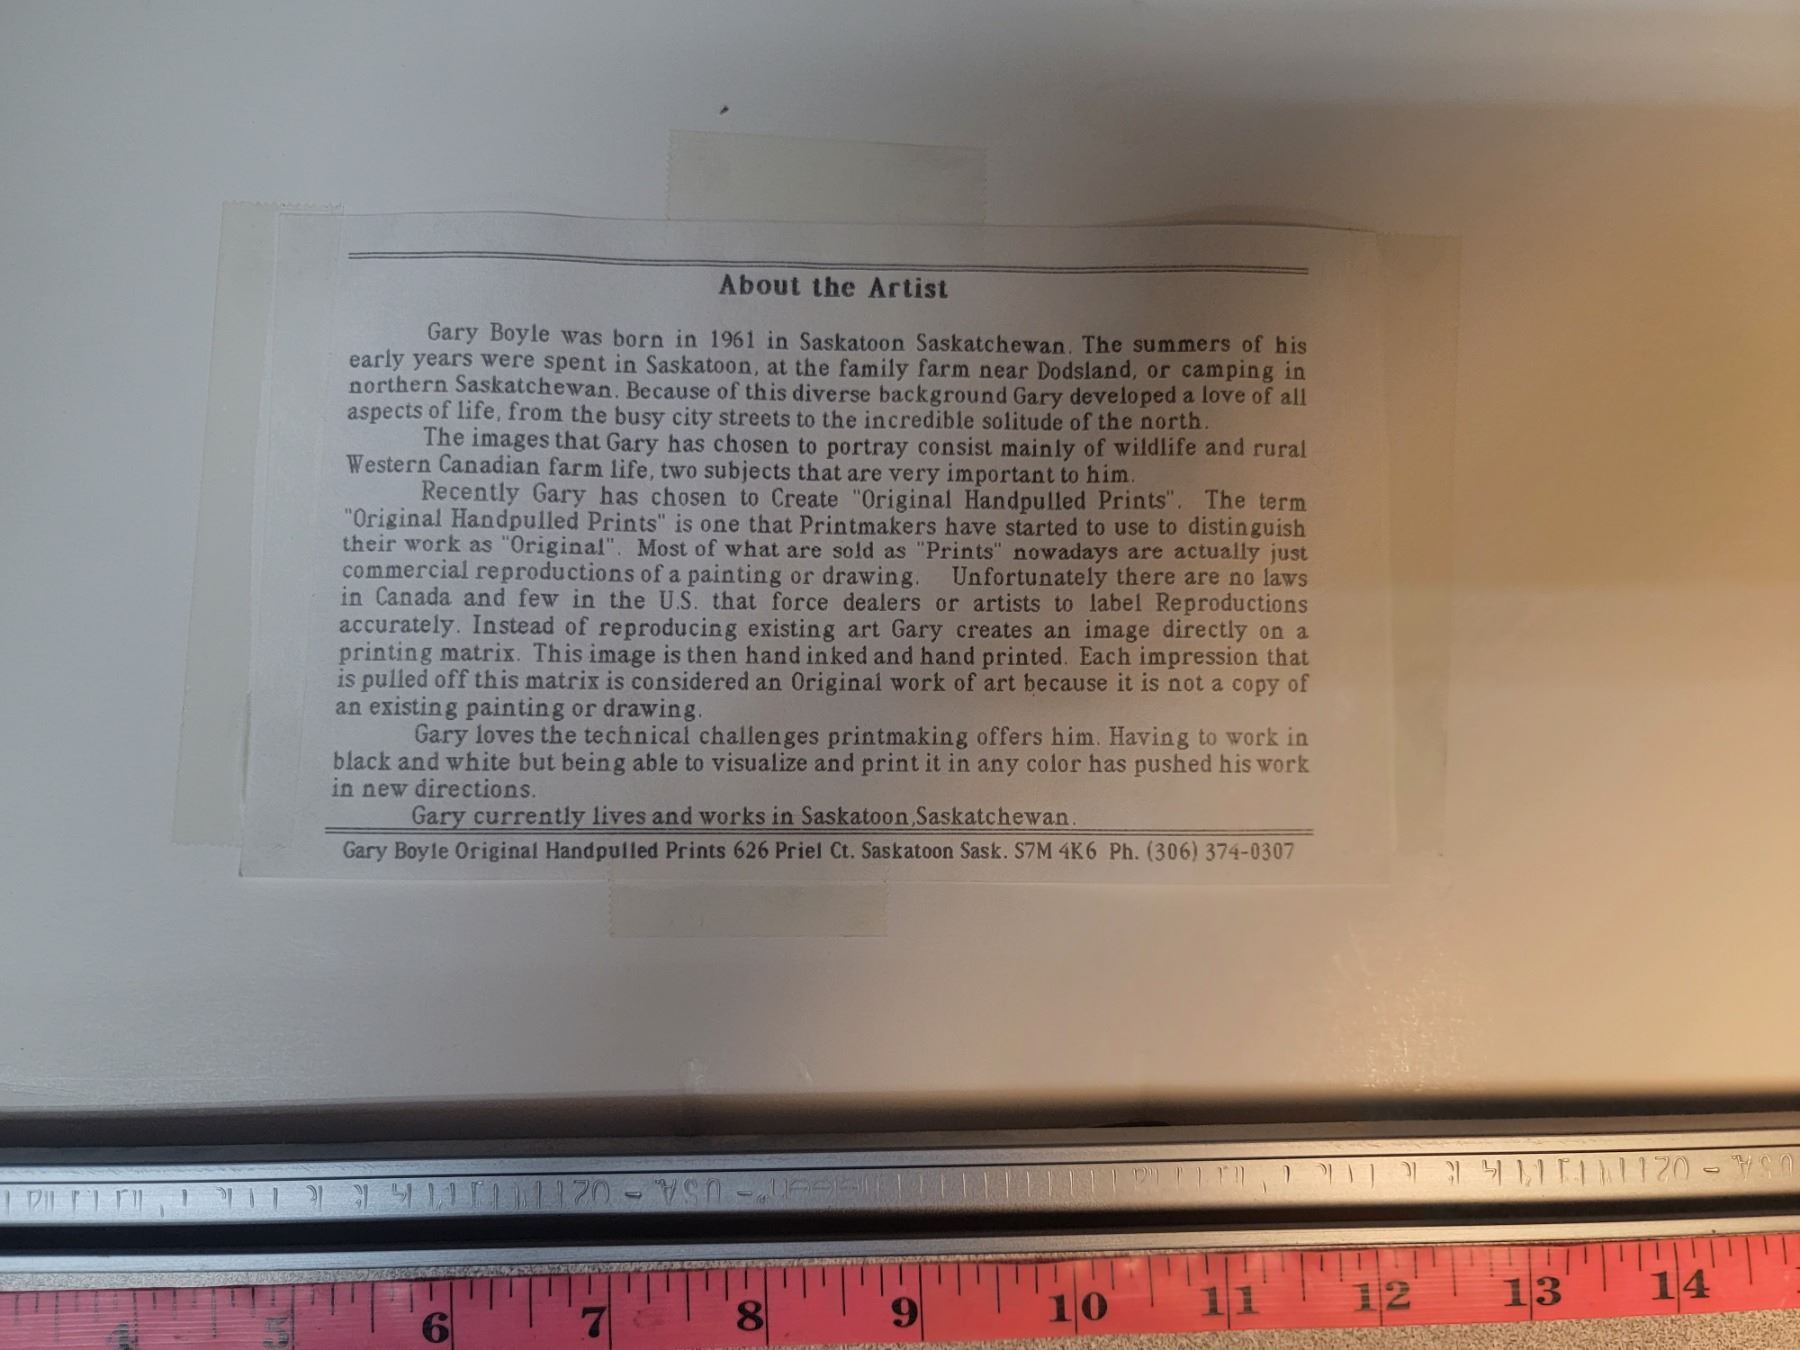 About the Artist
Gary Boyle was born in 1961 in Saskatoon Saskatchewan. The summers of his
early years were spent in Saskatoon, at the family farm near Dodsland, or camping in
northern Saskatchewan. Because of this diverse background Gary developed a love of all
aspects of life, from the busy city streets to the incredible solitude of the north.
The images that Gary has chosen to portray consist mainly of wildlife and rural
Western Canadian farm life, two subjects that are very important to him.
Recently Gary has chosen to Create "Original Handpulled Prints". The term
"Original Handpulled Prints" is one that Printmakers have started to use to distinguish
their work as "Original". Most of what are sold as "Prints" nowadays are actually just
commercial reproductions of a painting or drawing. Unfortunately there are no laws
in Canada and few in the U.S. that force dealers or artists to label Reproductions
accurately. Instead of reproducing existing art Gary creates an image directly on a
printing matrix. This image is then hand inked and hand printed. Each impression that
is pulled off this matrix is considered an Original work of art because it is not a copy of
an existing painting or drawing.
Gary loves the technical challenges printmaking offers him. Having to work in
black and white but being able to visualize and print it in any color has pushed his work
in new directions.
Gary currently lives and works in Saskatoon,Saskatchewan.
Gary Boyle Original Handpulled Prints 626 Priel Ct. Saskatoon Sask. S7M 4K6 Ph. (306) 374-0307
USA - USA
4 5 6 7 8 9 10 11 12 13 14